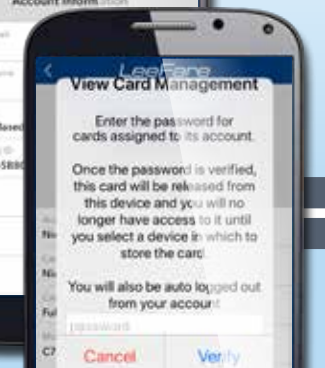 Account Information
LeeFare
View Card Management
Enter the password for
cards assigned to its account.
Once the password is verified,
this card will be released from
this device and you will no
longer have access to it until
you select a device in which to
store the card.
You will also be auto logged out
from your account
password
Cancel
Verify